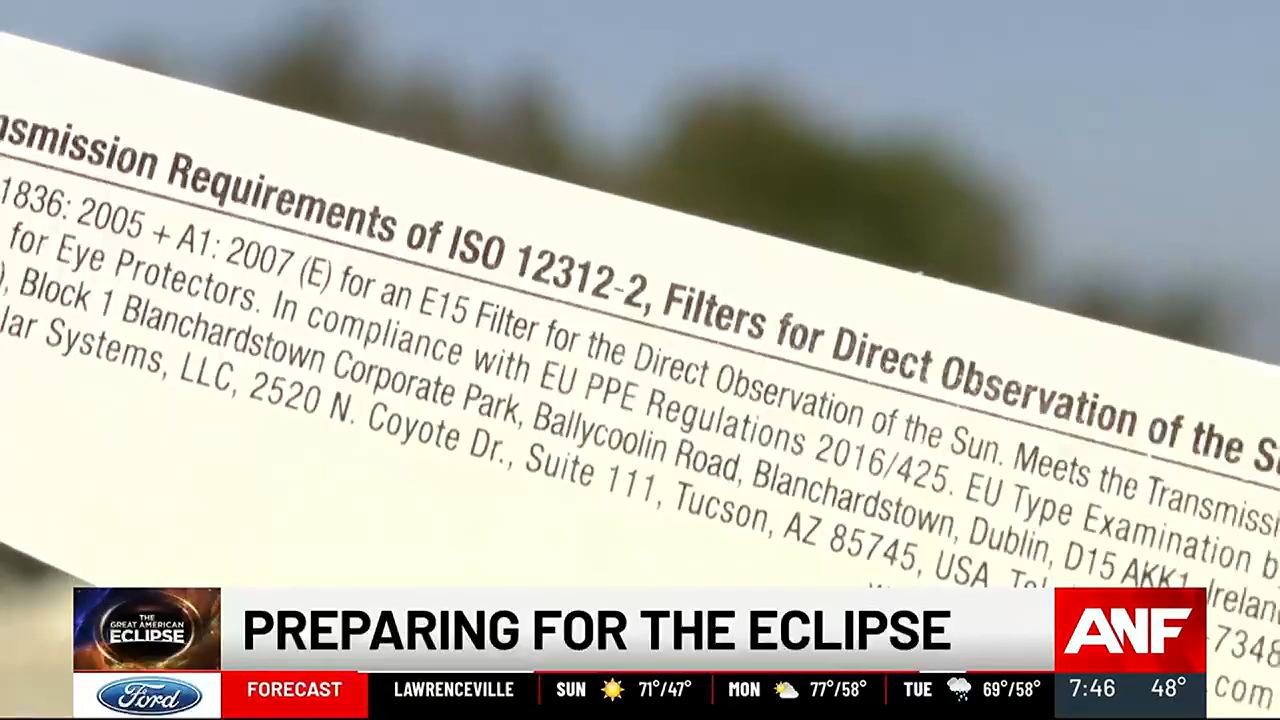 nsmission Requirements of ISO 12312-2, Filters for Direct Observation of the S
1836: 2005 + A1: 2007 (E) for an E15 Filter for the Direct Observation of the Sun. Meets the Transmissi
for Eye Protectors. In compliance with EU PPE Regulations 2016/425. EU Type Examination b
), Block 1 Blanchardstown Corporate Park, Ballycoolin Road, Blanchardstown, Dublin, D15 AKK1, Irelan
lar Systems, LLC, 2520 N. Coyote Dr., Suite 111, Tucson, AZ 85745, USA
-7348
.com
THE
GREAT AMERICAN
ECLIPSE
PREPARING FOR THE ECLIPSE
ANF
Ford
FORECAST LAWRENCEVILLE SUN 71°/47° MON 77°/58° TUE 69°/58° 7:46 48°